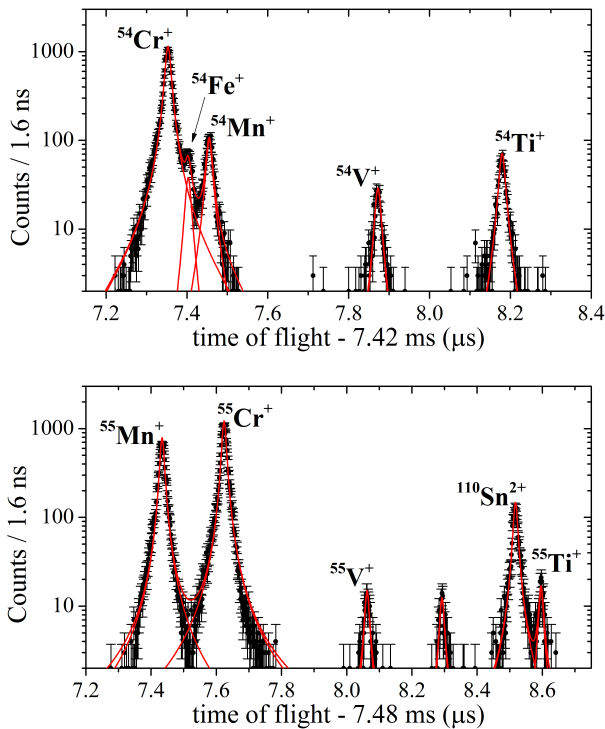 ⁵⁴Cr⁺
⁵⁴Fe⁺
⁵⁴Mn⁺
⁵⁴V⁺
⁵⁴Ti⁺
Counts / 1.6 ns
1000
100
10
7.2 7.4 7.6 7.8 8.0 8.2 8.4
time of flight - 7.42 ms (μs)
⁵⁵Mn⁺
⁵⁵Cr⁺
⁵⁵V⁺
¹¹⁰Sn²⁺
⁵⁵Ti⁺
Counts / 1.6 ns
1000
100
10
7.2 7.4 7.6 7.8 8.0 8.2 8.4 8.6
time of flight - 7.48 ms (μs)